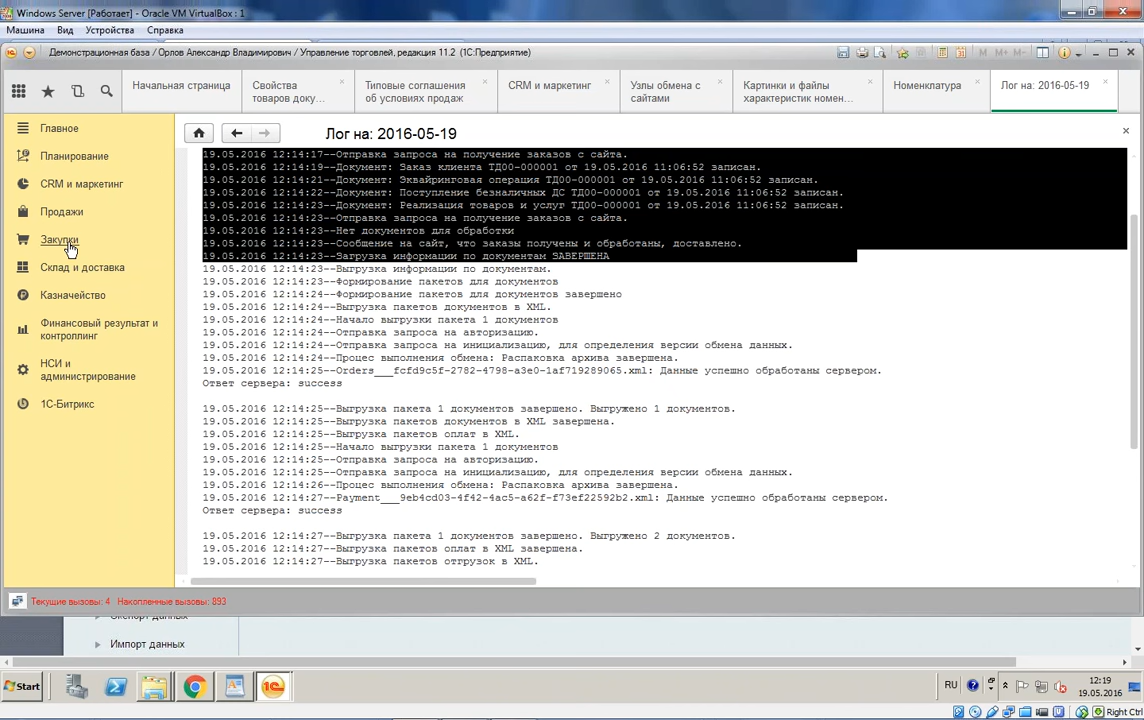 Windows Server [Работает] - Oracle VM VirtualBox : 1
Машина Вид Устройства Справка
Демонстрационная база / Орлов Александр Владимирович / Управление торговлей, редакция 11.2 (1С:Предприятие)
M M+ M-
Начальная страница
Свойства товаров доку...
Типовые соглашения об условиях продаж
CRM и маркетинг
Узлы обмена с сайтами
Картинки и файлы характеристик номен...
Номенклатура
Лог на: 2016-05-19
Главное
Планирование
CRM и маркетинг
Продажи
Закупки
Склад и доставка
Казначейство
Финансовый результат и контроллинг
НСИ и администрирование
1С-Битрикс
Лог на: 2016-05-19
19.05.2016 12:14:17--Отправка запроса на получение заказов с сайта.
19.05.2016 12:14:19--Документ: Заказ клиента ТД00-000001 от 19.05.2016 11:06:52 записан.
19.05.2016 12:14:21--Документ: Эквайринговая операция ТД00-000001 от 19.05.2016 11:06:52 записан.
19.05.2016 12:14:22--Документ: Поступление безналичных ДС ТД00-000001 от 19.05.2016 11:06:52 записан.
19.05.2016 12:14:22--Документ: Реализация товаров и услуг ТД00-000001 от 19.05.2016 11:06:52 записан.
19.05.2016 12:14:23--Отправка запроса на получение заказов с сайта.
19.05.2016 12:14:23--Нет документов для обработки
19.05.2016 12:14:23--Сообщение на сайт, что заказы получены и обработаны, доставлено.
19.05.2016 12:14:23--Загрузка информации по документам ЗАВЕРШЕНА
19.05.2016 12:14:23--Выгрузка информации по документам.
19.05.2016 12:14:23--Формирование пакетов для документов
19.05.2016 12:14:24--Формирование пакетов для документов завершено
19.05.2016 12:14:24--Выгрузка пакетов документов в XML.
19.05.2016 12:14:24--Начало выгрузки пакета 1 документов
19.05.2016 12:14:24--Отправка запроса на авторизацию.
19.05.2016 12:14:24--Отправка запроса на инициализацию, для определения версии обмена данных.
19.05.2016 12:14:24--Процес выполнения обмена: Распаковка архива завершена.
19.05.2016 12:14:25--Orders___fcfd9c5f-2782-4798-a3e0-1af719289065.xml: Данные успешно обработаны сервером.
Ответ сервера: success
19.05.2016 12:14:25--Выгрузка пакета 1 документов завершено. Выгружено 1 документов.
19.05.2016 12:14:25--Выгрузка пакетов документов в XML завершена.
19.05.2016 12:14:25--Выгрузка пакетов оплат в XML.
19.05.2016 12:14:25--Начало выгрузки пакета 1 документов
19.05.2016 12:14:25--Отправка запроса на авторизацию.
19.05.2016 12:14:25--Отправка запроса на инициализацию, для определения версии обмена данных.
19.05.2016 12:14:26--Процес выполнения обмена: Распаковка архива завершена.
19.05.2016 12:14:27--Payment___9eb4cd03-4f42-4ac5-a62f-f73ef22592b2.xml: Данные успешно обработаны сервером.
Ответ сервера: success
19.05.2016 12:14:27--Выгрузка пакета 1 документов завершено. Выгружено 2 документов.
19.05.2016 12:14:27--Выгрузка пакетов оплат в XML завершена.
19.05.2016 12:14:27--Выгрузка пакетов отгрузок в XML.
Текущие вызовы: 4 Накопленные вызовы: 893
Экспорт данных
Импорт данных
Start
RU
12:19
19.05.2016
Right Ctrl